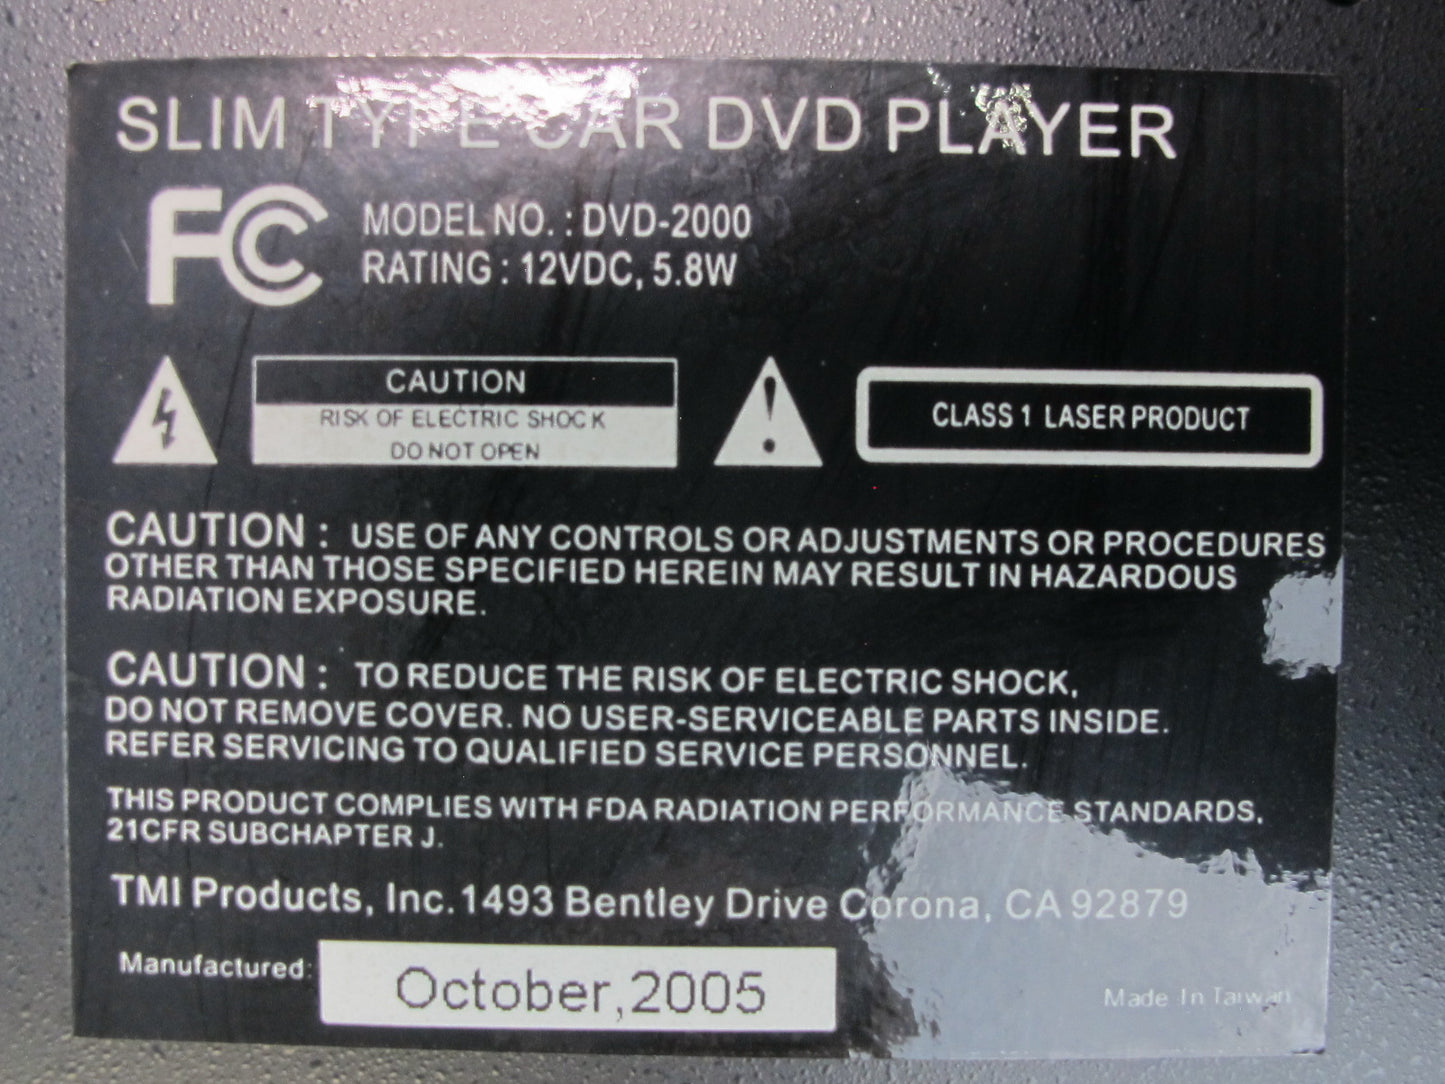 SLIM TYPE CAR DVD PLAYER
FC
MODEL NO. : DVD-2000
RATING : 12VDC, 5.8W
CAUTION
RISK OF ELECTRIC SHOCK
DO NOT OPEN
CLASS 1 LASER PRODUCT
CAUTION : USE OF ANY CONTROLS OR ADJUSTMENTS OR PROCEDURES
OTHER THAN THOSE SPECIFIED HEREIN MAY RESULT IN HAZARDOUS
RADIATION EXPOSURE.
CAUTION : TO REDUCE THE RISK OF ELECTRIC SHOCK,
DO NOT REMOVE COVER. NO USER-SERVICEABLE PARTS INSIDE.
REFER SERVICING TO QUALIFIED SERVICE PERSONNEL.
THIS PRODUCT COMPLIES WITH FDA RADIATION PERFORMANCE STANDARDS,
21CFR SUBCHAPTER J.
TMI Products, Inc. 1493 Bentley Drive Corona, CA 92879
Manufactured: October,2005
Made In Taiwan